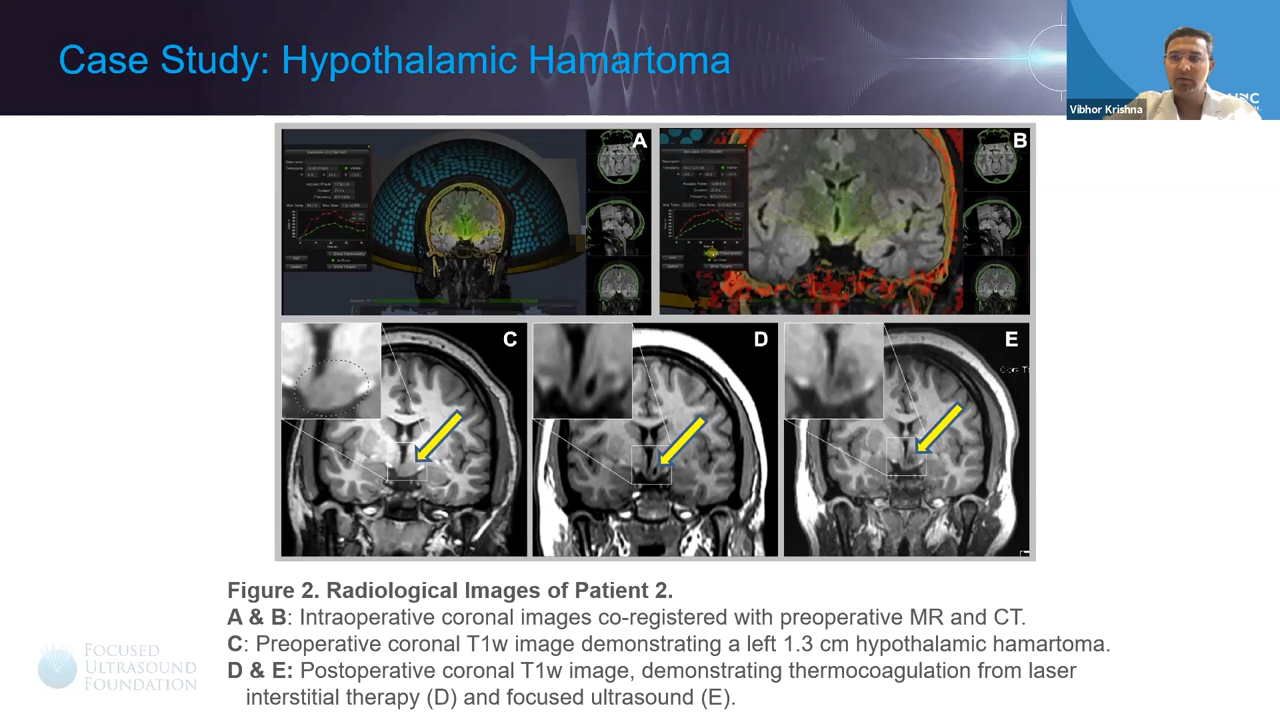 Case Study: Hypothalamic Hamartoma
Vibhor Krishna
A
B
C
D
E
Figure 2. Radiological Images of Patient 2.
A & B: Intraoperative coronal images co-registered with preoperative MR and CT.
C: Preoperative coronal T1w image demonstrating a left 1.3 cm hypothalamic hamartoma.
D & E: Postoperative coronal T1w image, demonstrating thermocoagulation from laser
interstitial therapy (D) and focused ultrasound (E).
FOCUSED
ULTRASOUND
FOUNDATION